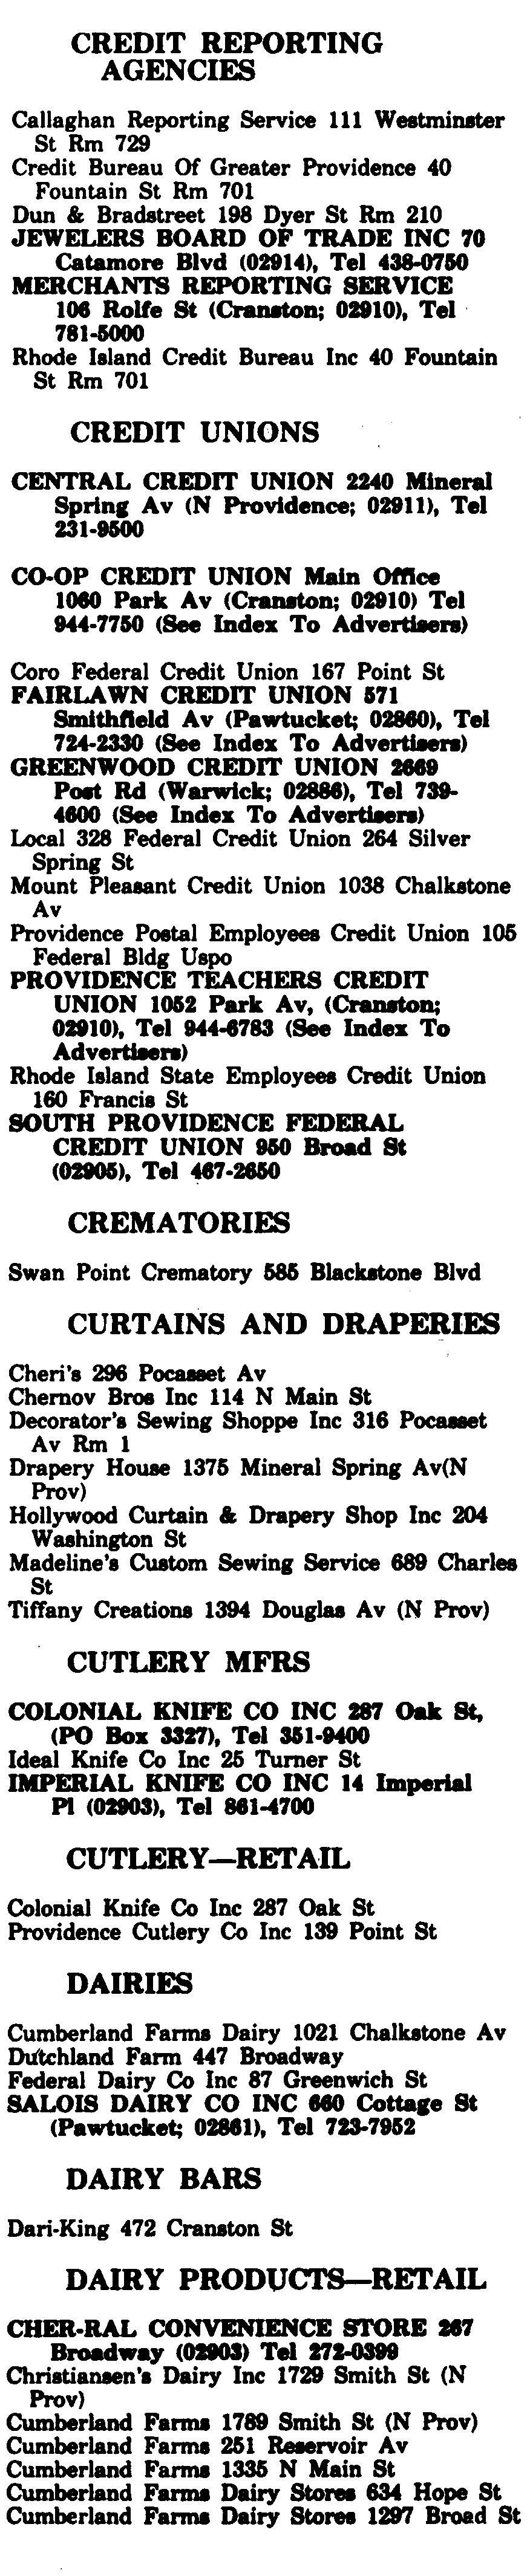 CREDIT REPORTING
AGENCIES
Callaghan Reporting Service 111 Westminster
St Rm 729
Credit Bureau Of Greater Providence 40
Fountain St Rm 701
Dun & Bradstreet 198 Dyer St Rm 210
JEWELERS BOARD OF TRADE INC 70
Catamore Blvd (02914), Tel 438-0750
MERCHANTS REPORTING SERVICE
106 Rolfe St (Cranston; 02910), Tel
781-5000
Rhode Island Credit Bureau Inc 40 Fountain
St Rm 701
CREDIT UNIONS
CENTRAL CREDIT UNION 2240 Mineral
Spring Av (N Providence; 02911), Tel
231-9500
CO-OP CREDIT UNION Main Office
1060 Park Av (Cranston; 02910) Tel
944-7750 (See Index To Advertisers)
Coro Federal Credit Union 167 Point St
FAIRLAWN CREDIT UNION 571
Smithfield Av (Pawtucket; 02860), Tel
724-2330 (See Index To Advertisers)
GREENWOOD CREDIT UNION 2669
Post Rd (Warwick; 02886), Tel 739-
4600 (See Index To Advertisers)
Local 328 Federal Credit Union 264 Silver
Spring St
Mount Pleasant Credit Union 1038 Chalkstone
Av
Providence Postal Employees Credit Union 105
Federal Bldg Uspo
PROVIDENCE TEACHERS CREDIT
UNION 1052 Park Av, (Cranston;
02910), Tel 944-6783 (See Index To
Advertisers)
Rhode Island State Employees Credit Union
160 Francis St
SOUTH PROVIDENCE FEDERAL
CREDIT UNION 950 Broad St
(02905), Tel 467-2650
CREMATORIES
Swan Point Crematory 585 Blackstone Blvd
CURTAINS AND DRAPERIES
Cheri's 296 Pocasset Av
Chernov Bros Inc 114 N Main St
Decorator's Sewing Shoppe Inc 316 Pocasset
Av Rm 1
Drapery House 1375 Mineral Spring Av(N
Prov)
Hollywood Curtain & Drapery Shop Inc 204
Washington St
Madeline's Custom Sewing Service 689 Charles
St
Tiffany Creations 1394 Douglas Av (N Prov)
CUTLERY MFRS
COLONIAL KNIFE CO INC 287 Oak St,
(PO Box 3327), Tel 351-9400
Ideal Knife Co Inc 25 Turner St
IMPERIAL KNIFE CO INC 14 Imperial
Pl (02903), Tel 861-4700
CUTLERY—RETAIL
Colonial Knife Co Inc 287 Oak St
Providence Cutlery Co Inc 139 Point St
DAIRIES
Cumberland Farms Dairy 1021 Chalkstone Av
Dutchland Farm 447 Broadway
Federal Dairy Co Inc 87 Greenwich St
SALOIS DAIRY CO INC 660 Cottage St
(Pawtucket; 02861), Tel 723-7952
DAIRY BARS
Dari-King 472 Cranston St
DAIRY PRODUCTS—RETAIL
CHER-RAL CONVENIENCE STORE 267
Broadway (02903) Tel 272-0399
Christiansen's Dairy Inc 1729 Smith St (N
Prov)
Cumberland Farms 1789 Smith St (N Prov)
Cumberland Farms 251 Reservoir Av
Cumberland Farms 1335 N Main St
Cumberland Farms Dairy Stores 634 Hope St
Cumberland Farms Dairy Stores 1297 Broad St